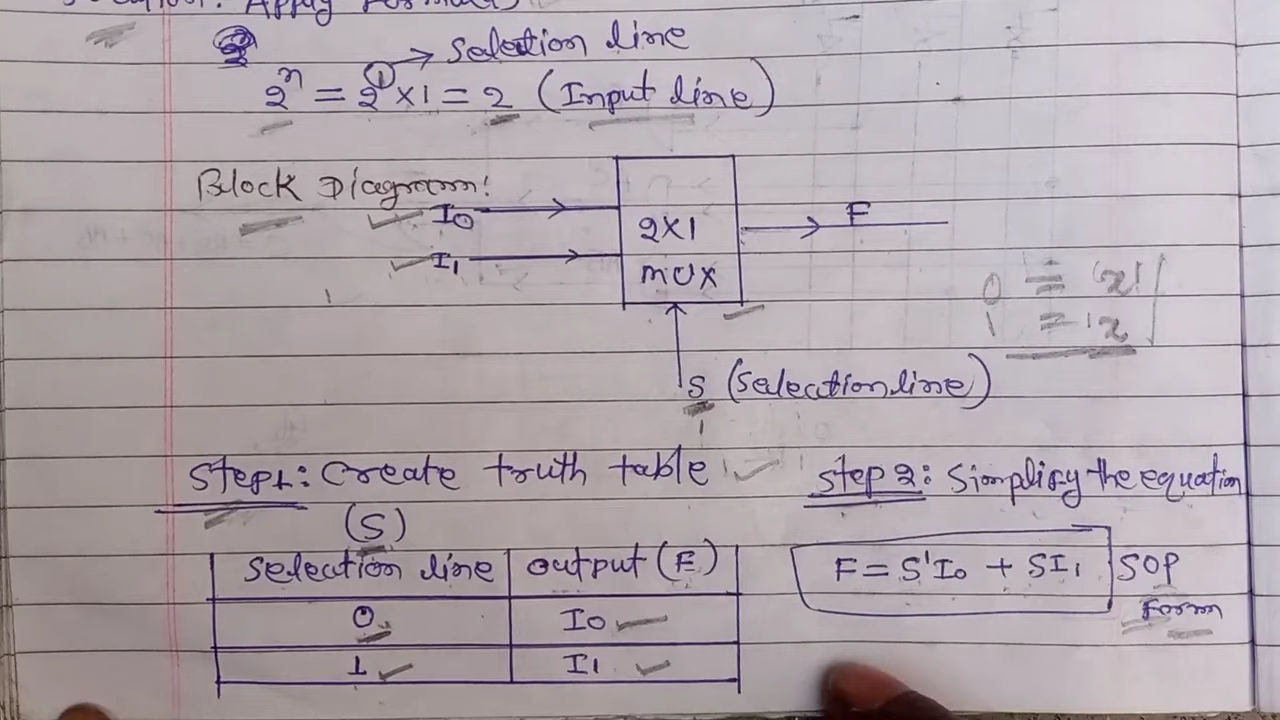 Apply Formula
→ Selection line
2ⁿ = 2¹ × 1 = 2 (Input line)
Block Diagram:
I₀
I₁
2×1
MUX
F
0 = x'
1 = x
S (Selection line)
Step 1: Create truth table
(S)
Selection line | output (F)
0 | I₀
1 | I₁
Step 2: Simplify the equation
F = S'I₀ + SI₁ SOP
Form